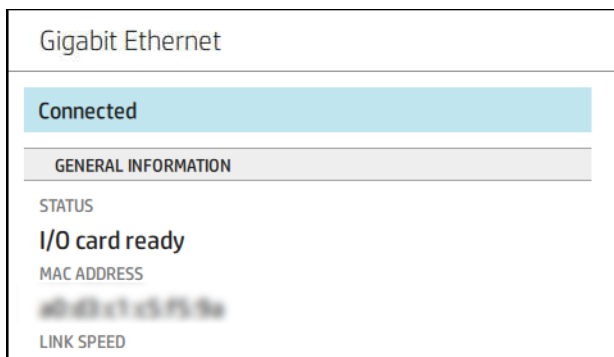 Gigabit Ethernet
Connected
GENERAL INFORMATION
STATUS
I/O card ready
MAC ADDRESS
LINK SPEED